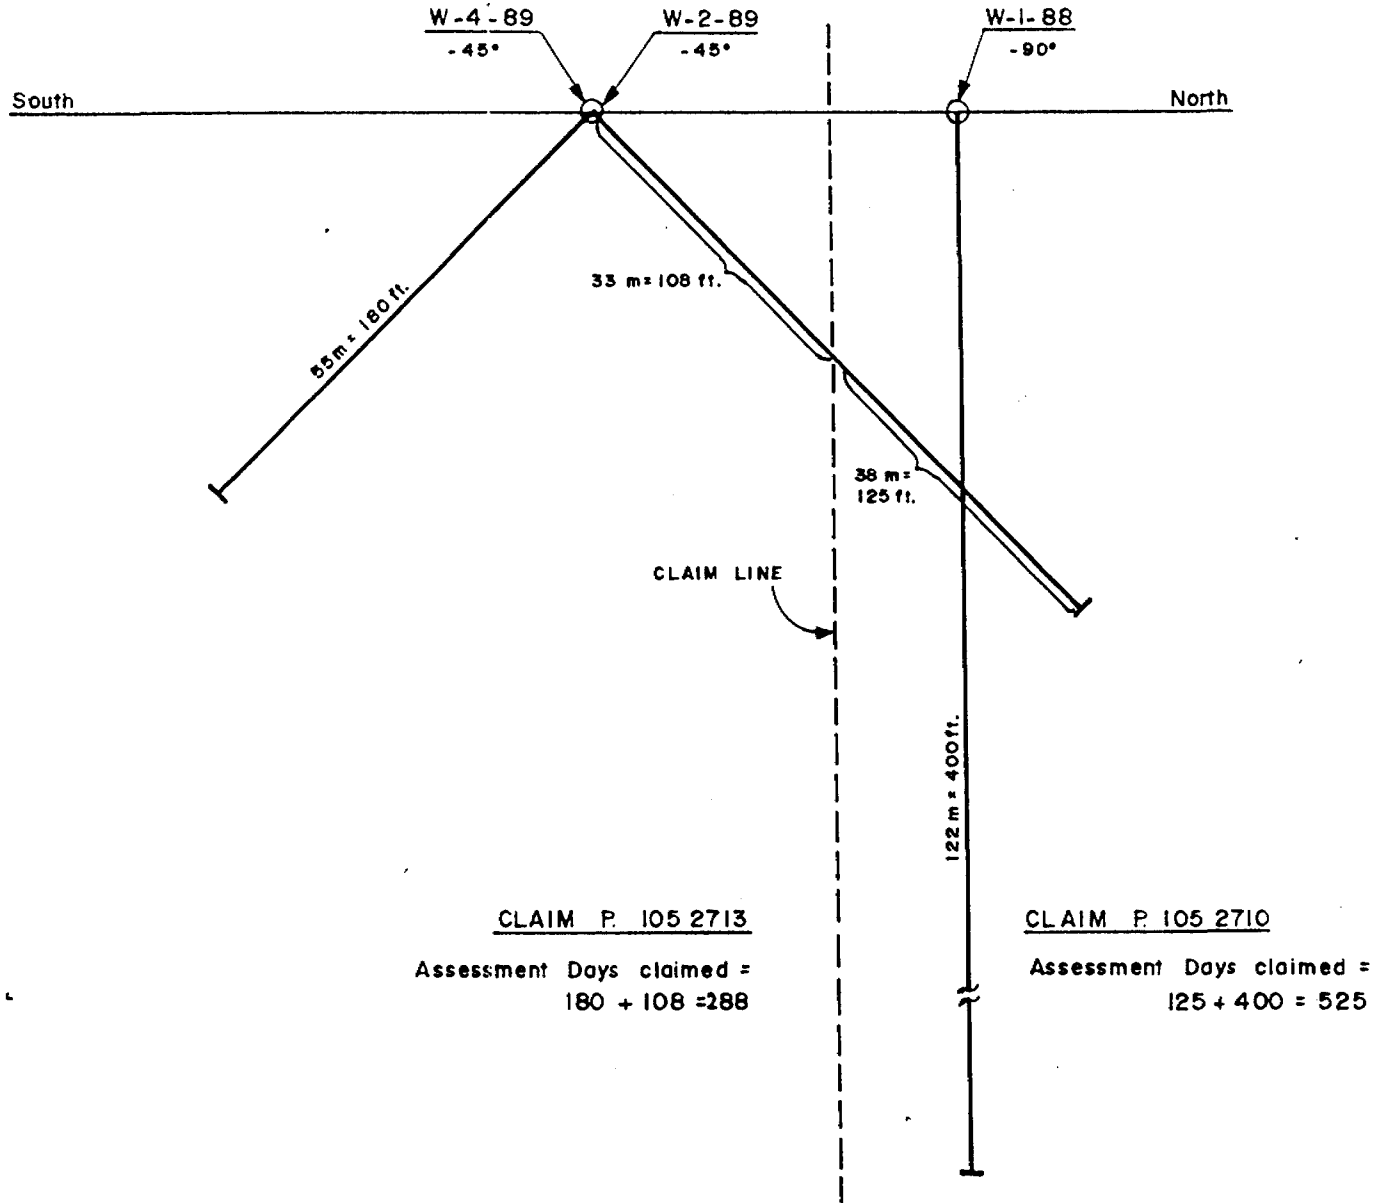 W-4-89
-45°
W-2-89
-45°
W-1-88
-90°
South
North
33 m = 108 ft.
55m = 180 ft.
38 m =
125 ft.
CLAIM LINE
122 m = 400 ft.
CLAIM P. 105 2713
Assessment Days claimed =
180 + 108 = 288
CLAIM P. 105 2710
Assessment Days claimed =
125 + 400 = 525